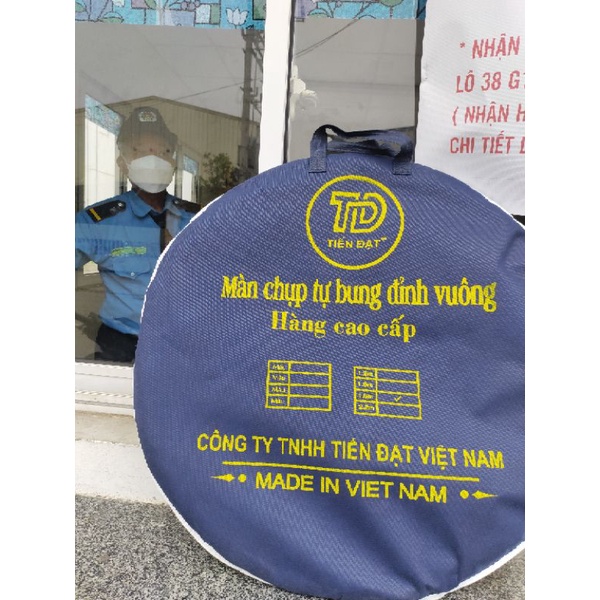 * NHẬN
LÔ 38 G
( NHẬN H
CHI TIẾT
TD
TIẾN ĐẠT
Màn chụp tự bung đỉnh vuông
Hàng cao cấp
CÔNG TY TNHH TIẾN ĐẠT VIỆT NAM
MADE IN VIET NAM